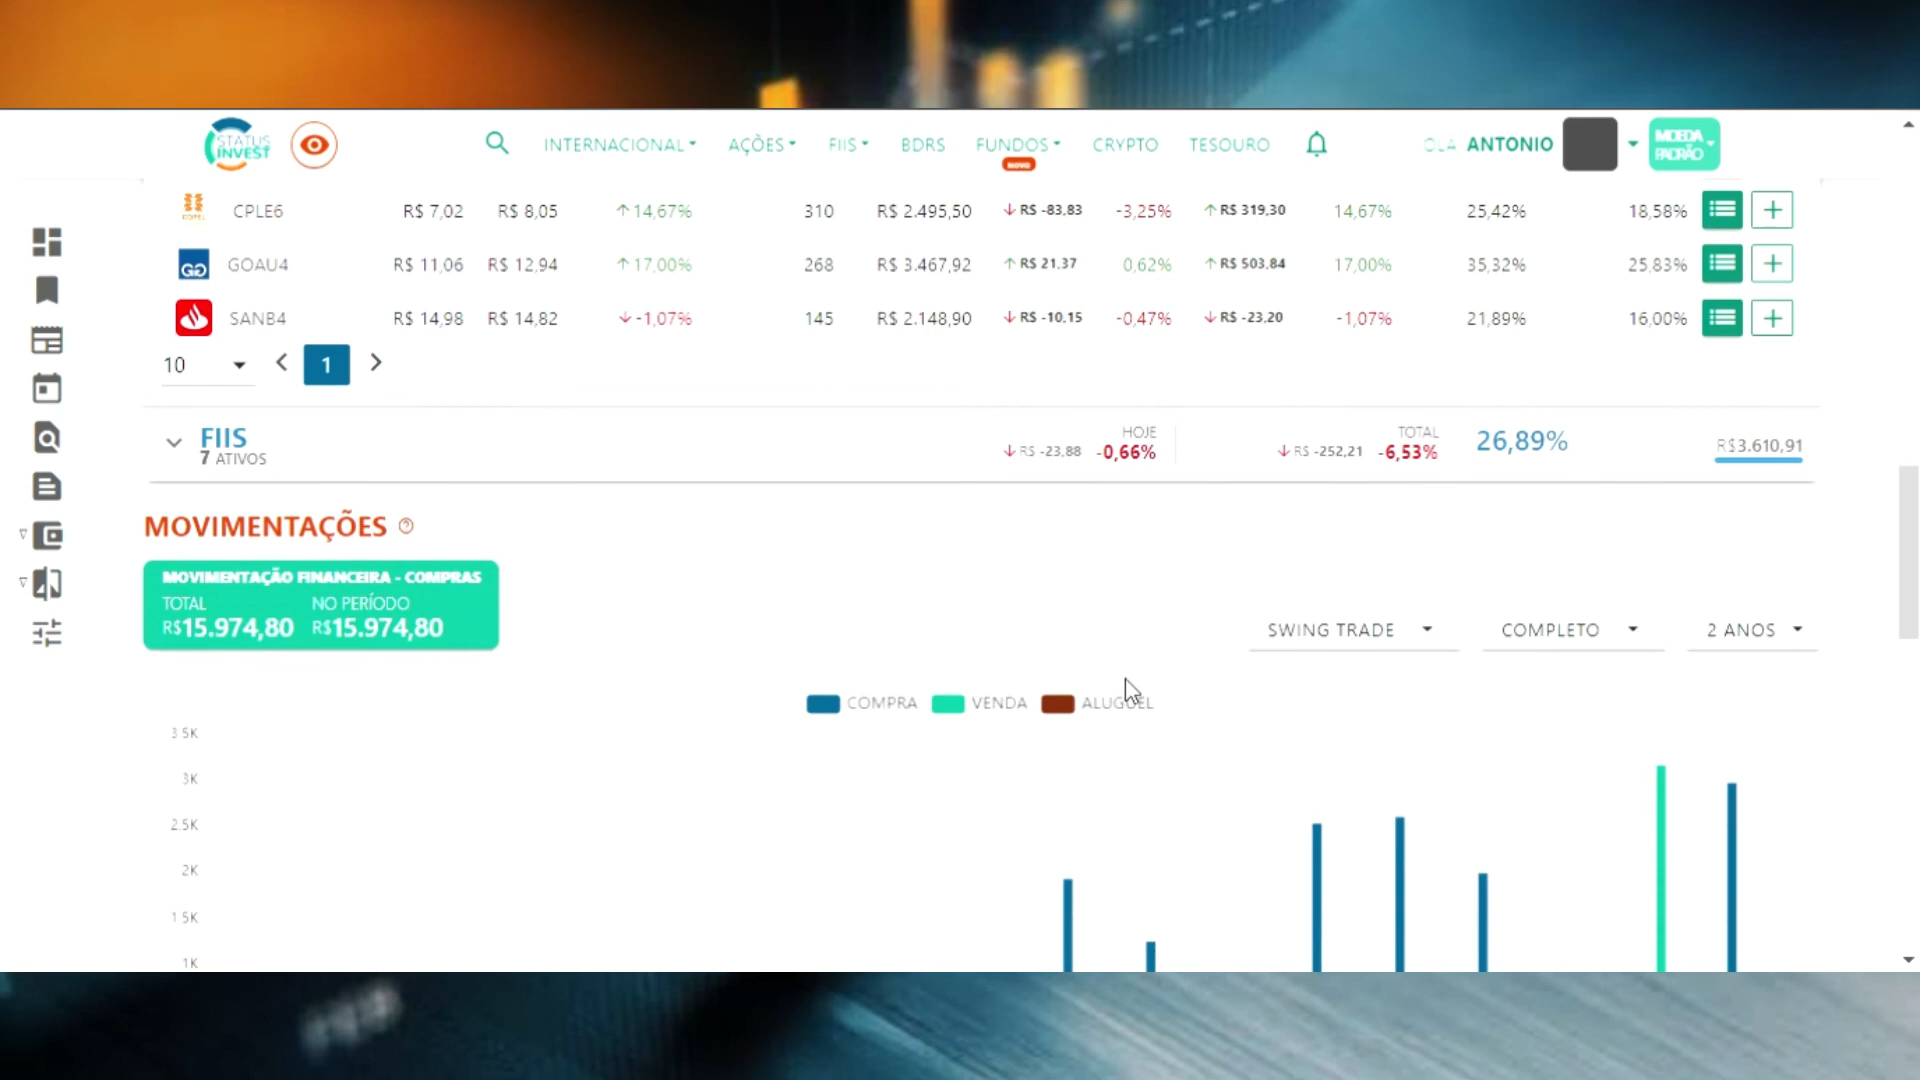 STATUS
INVEST
INTERNACIONAL
AÇÕES
FIIS
BDRS
FUNDOS
NOVO
CRYPTO
TESOURO
OLA ANTONIO
MOEDA
PADRÃO
CPLE6 R$ 7,02 R$ 8,05 14,67% 310 R$ 2.495,50 R$ -83,83 -3,25% R$ 319,30 14,67% 25,42% 18,58%
GOAU4 R$ 11,06 R$ 12,94 17,00% 268 R$ 3.467,92 R$ 21,37 0,62% R$ 503,84 17,00% 35,32% 25,83%
SANB4 R$ 14,98 R$ 14,82 -1,07% 145 R$ 2.148,90 R$ -10,15 -0,47% R$ -23,20 -1,07% 21,89% 16,00%
10 1
FIIS
7 ATIVOS
HOJE
R$ -23,88 -0,66%
TOTAL
R$ -252,21 -6,53%
26,89%
R$3.610,91
MOVIMENTAÇÕES
MOVIMENTAÇÃO FINANCEIRA - COMPRAS
TOTAL NO PERÍODO
R$15.974,80 R$15.974,80
SWING TRADE COMPLETO 2 ANOS
COMPRA VENDA ALUGUEL
3.5K
3K
2.5K
2K
1.5K
1K